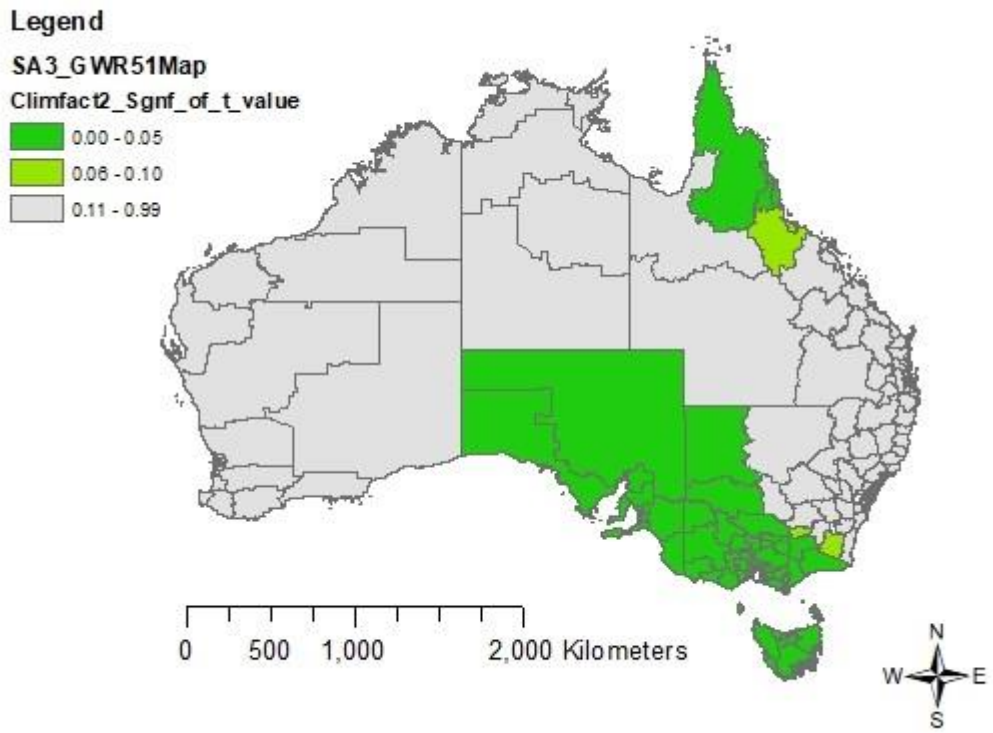 Legend
SA3_GWR51Map
Climfact2_Sgnf_of_t_value
0.00 - 0.05
0.06 - 0.10
0.11 - 0.99
0 500 1,000 2,000 Kilometers
N
W E
S